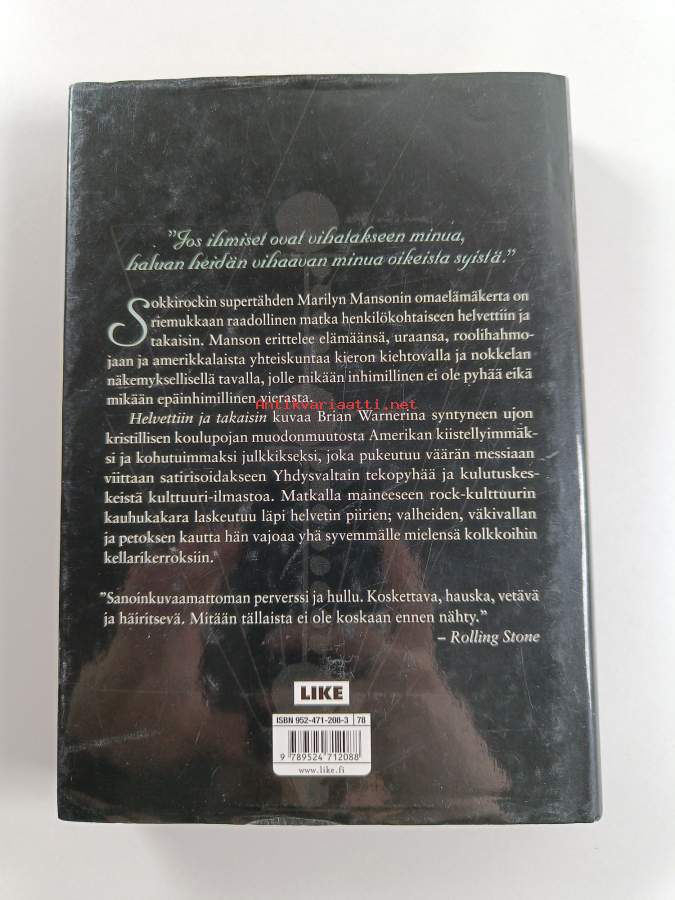 "Jos ihmiset ovat vihatakseen minua,
haluan heidän vihaavan minua oikeista syistä."
Sokkirockin supertähden Marilyn Mansonin omaelämäkerta on
riemukkaan raadollinen matka henkilökohtaiseen helvettiin ja
takaisin. Manson erittelee elämäänsä, uraansa, roolihahmo-
jaan ja amerikkalaista yhteiskuntaa kieron kiehtovalla ja nokkelan
näkemyksellisellä tavalla, jolle mikään inhimillinen ei ole pyhää eikä
mikään epäinhimillinen vierasta.
Antikvariaatti.net
Helvettiin ja takaisin kuvaa Brian Warnerina syntyneen ujon
kristillisen koulupojan muodonmuutosta Amerikan kiistellyimmäk-
si ja kohutuimmaksi julkkikseksi, joka pukeutuu väärän messiaan
viittaan satirisoidakseen Yhdysvaltain tekopyhää ja kulutuskes-
keistä kulttuuri-ilmastoa. Matkalla maineeseen rock-kulttuurin
kauhukakara laskeutuu läpi helvetin piirien; valheiden, väkivallan
ja petoksen kautta hän vajoaa yhä syvemmälle mielensä kolkkoihin
kellarikerroksiin.
"Sanoinkuvaamattoman perverssi ja hullu. Koskettava, hauska, vetävä
ja häiritsevä. Mitään tällaista ei ole koskaan ennen nähty."
– Rolling Stone
LIKE
ISBN 952-471-208-3 78
9 789524 712088
www.like.fi